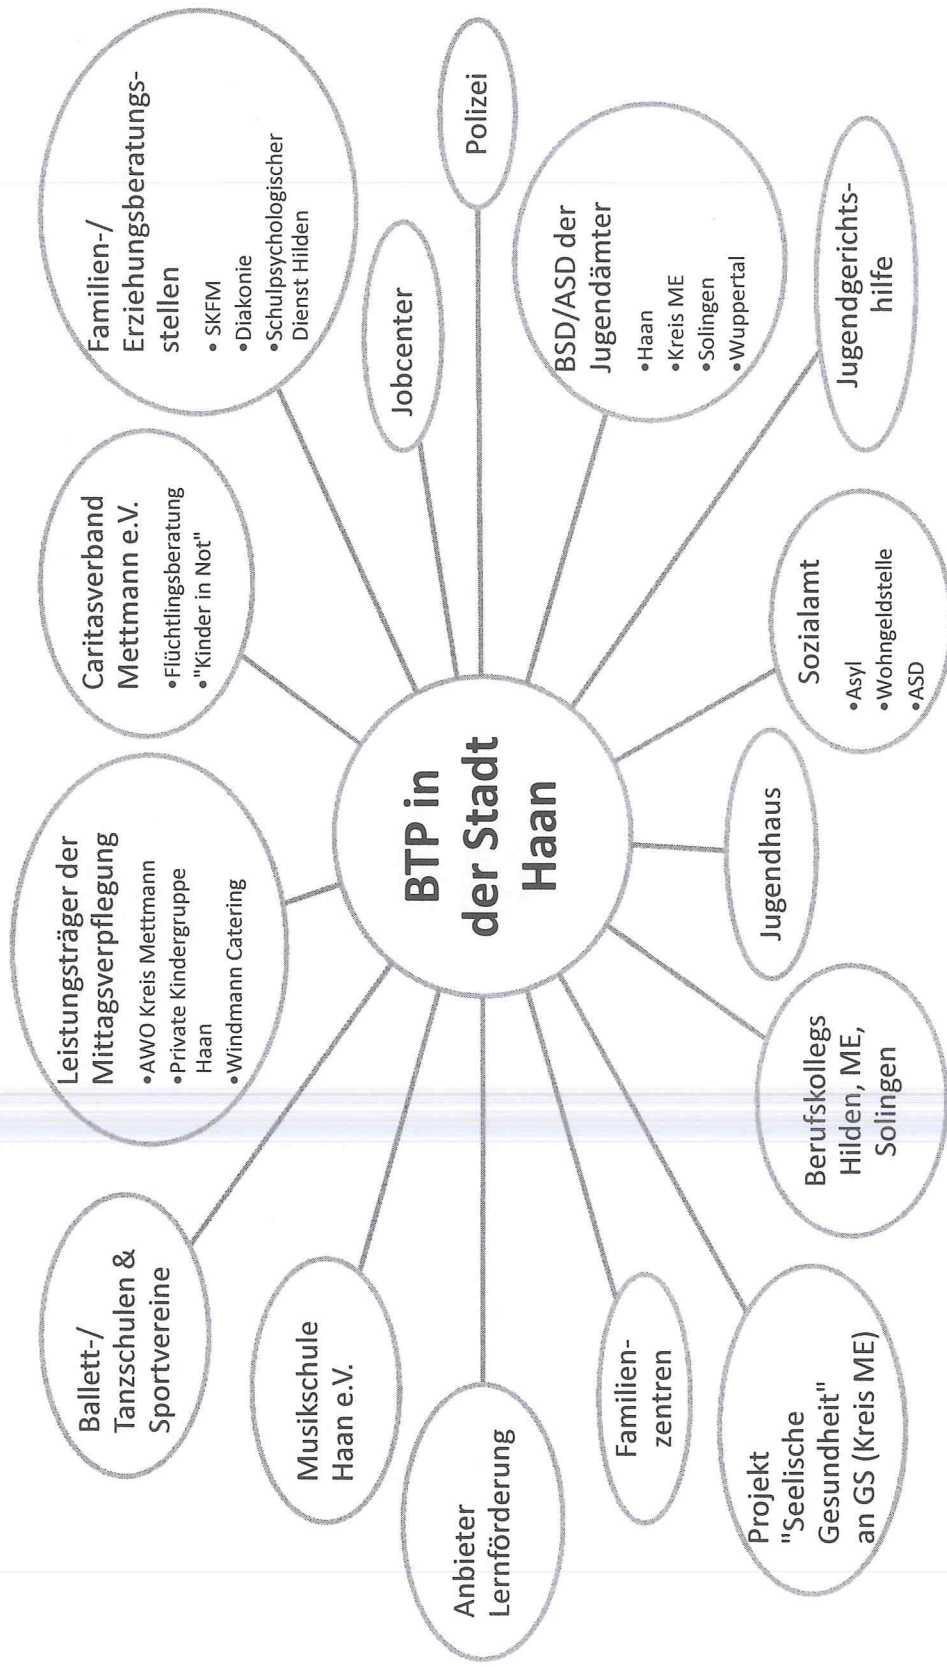 BTP in
der Stadt
Haan
Leistungsträger der
Mittagsverpflegung
•AWO Kreis Mettmann
•Private Kindergruppe
Haan
•Windmann Catering
Caritasverband
Mettmann e.V.
•Flüchtlingsberatung
•"Kinder in Not"
Familien-/
Erziehungsberatungs-
stellen
• SKFM
•Diakonie
•Schulpsychologischer
Dienst Hilden
Jobcenter
Polizei
BSD/ASD der
Jugendämter
•Haan
•Kreis ME
•Solingen
•Wuppertal
Jugendgerichts-
hilfe
Sozialamt
•Asyl
•Wohngeldstelle
•ASD
Jugendhaus
Berufskollegs
Hilden, ME,
Solingen
Projekt
"Seelische
Gesundheit"
an GS (Kreis ME)
Familien-
zentren
Anbieter
Lernförderung
Musikschule
Haan e.V.
Ballett-/
Tanzschulen &
Sportvereine